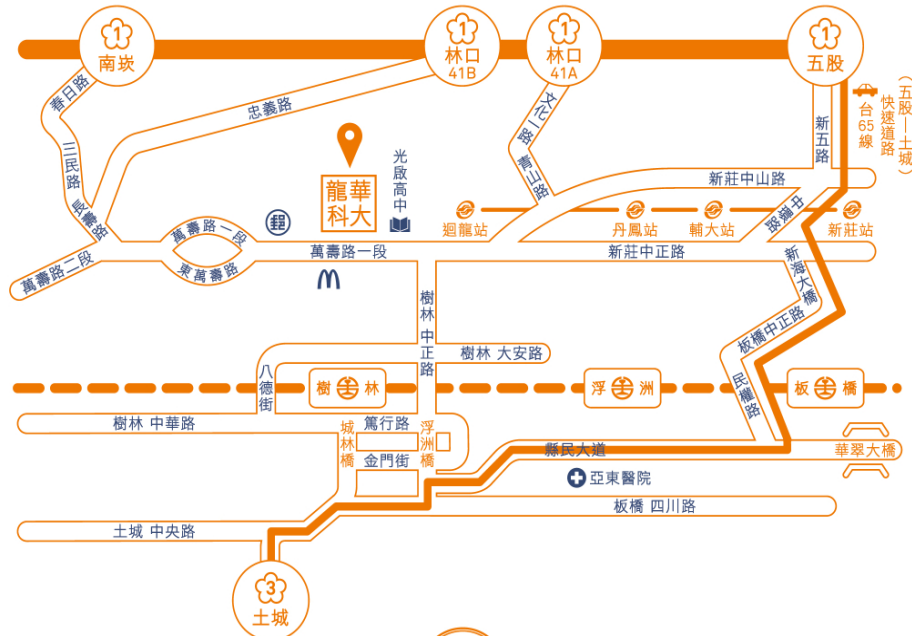 1
南崁
1
林口
41B
1
林口
41A
1
五股
春日路
忠義路
文化一路
新五路
台65線
快速道路
（五股—土城）
三民路
龍華
科大
光啟高中
青山路
新莊中山路
長壽路
郵
萬壽路一段
迴龍站
丹鳳站
輔大站
中華路
新莊站
萬壽路二段
東萬壽路
萬壽路一段
新莊中正路
新海大橋
樹林 中正路
板橋中正路
樹林 大安路
八德街
樹林
浮洲
民權路
板橋
樹林 中華路
城林橋
篤行路
浮洲橋
金門街
縣民大道
華翠大橋
亞東醫院
板橋 四川路
土城 中央路
3
土城